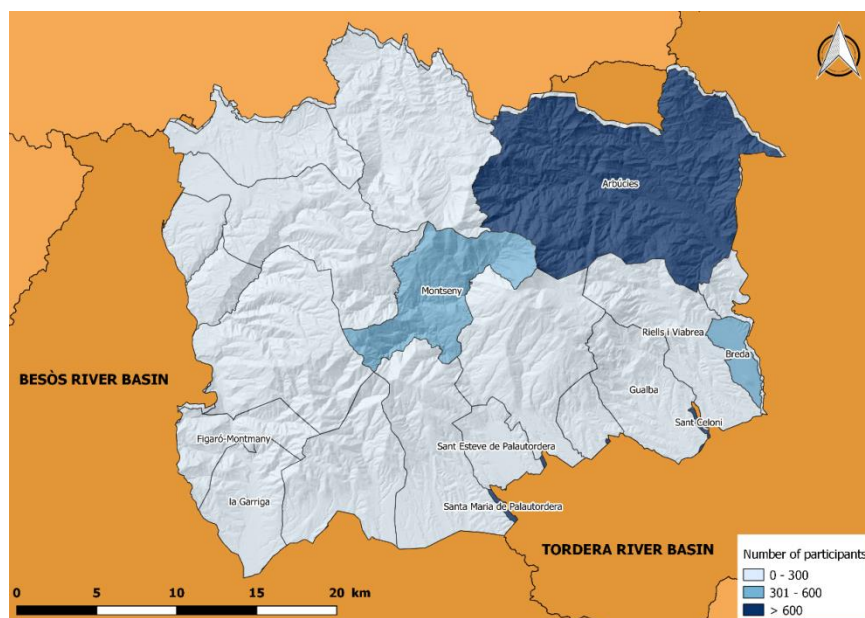 Arbúcies
Montseny
Riells i Viabrea
Breda
BESÒS RIVER BASIN
Gualba
Sant Celoni
Figaró-Montmany
Sant Esteve de Palautordera
la Garriga
Santa Maria de Palautordera
TORDERA RIVER BASIN
Number of participants
0 - 300
301 - 600
> 600
0 5 10 15 20 km